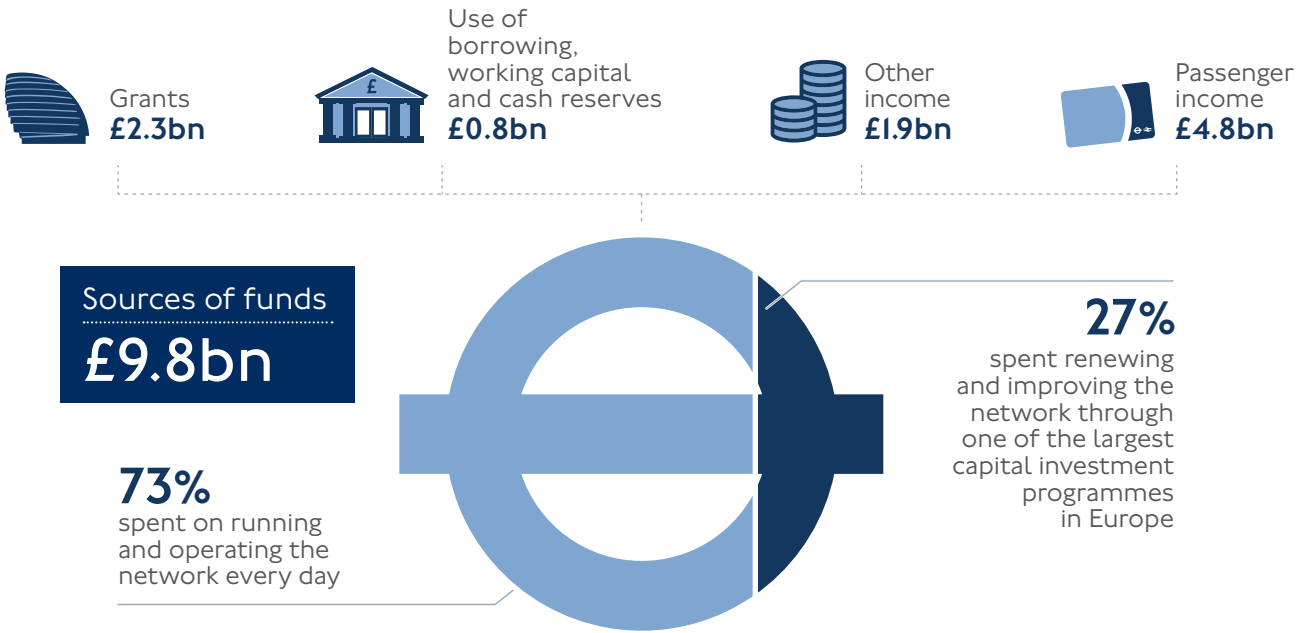 Grants
£2.3bn
Use of
borrowing,
working capital
and cash reserves
£0.8bn
£
Other
income
£1.9bn
Passenger
income
£4.8bn
Sources of funds
£9.8bn
27%
spent renewing
and improving the
network through
one of the largest
capital investment
programmes
in Europe
73%
spent on running
and operating the
network every day